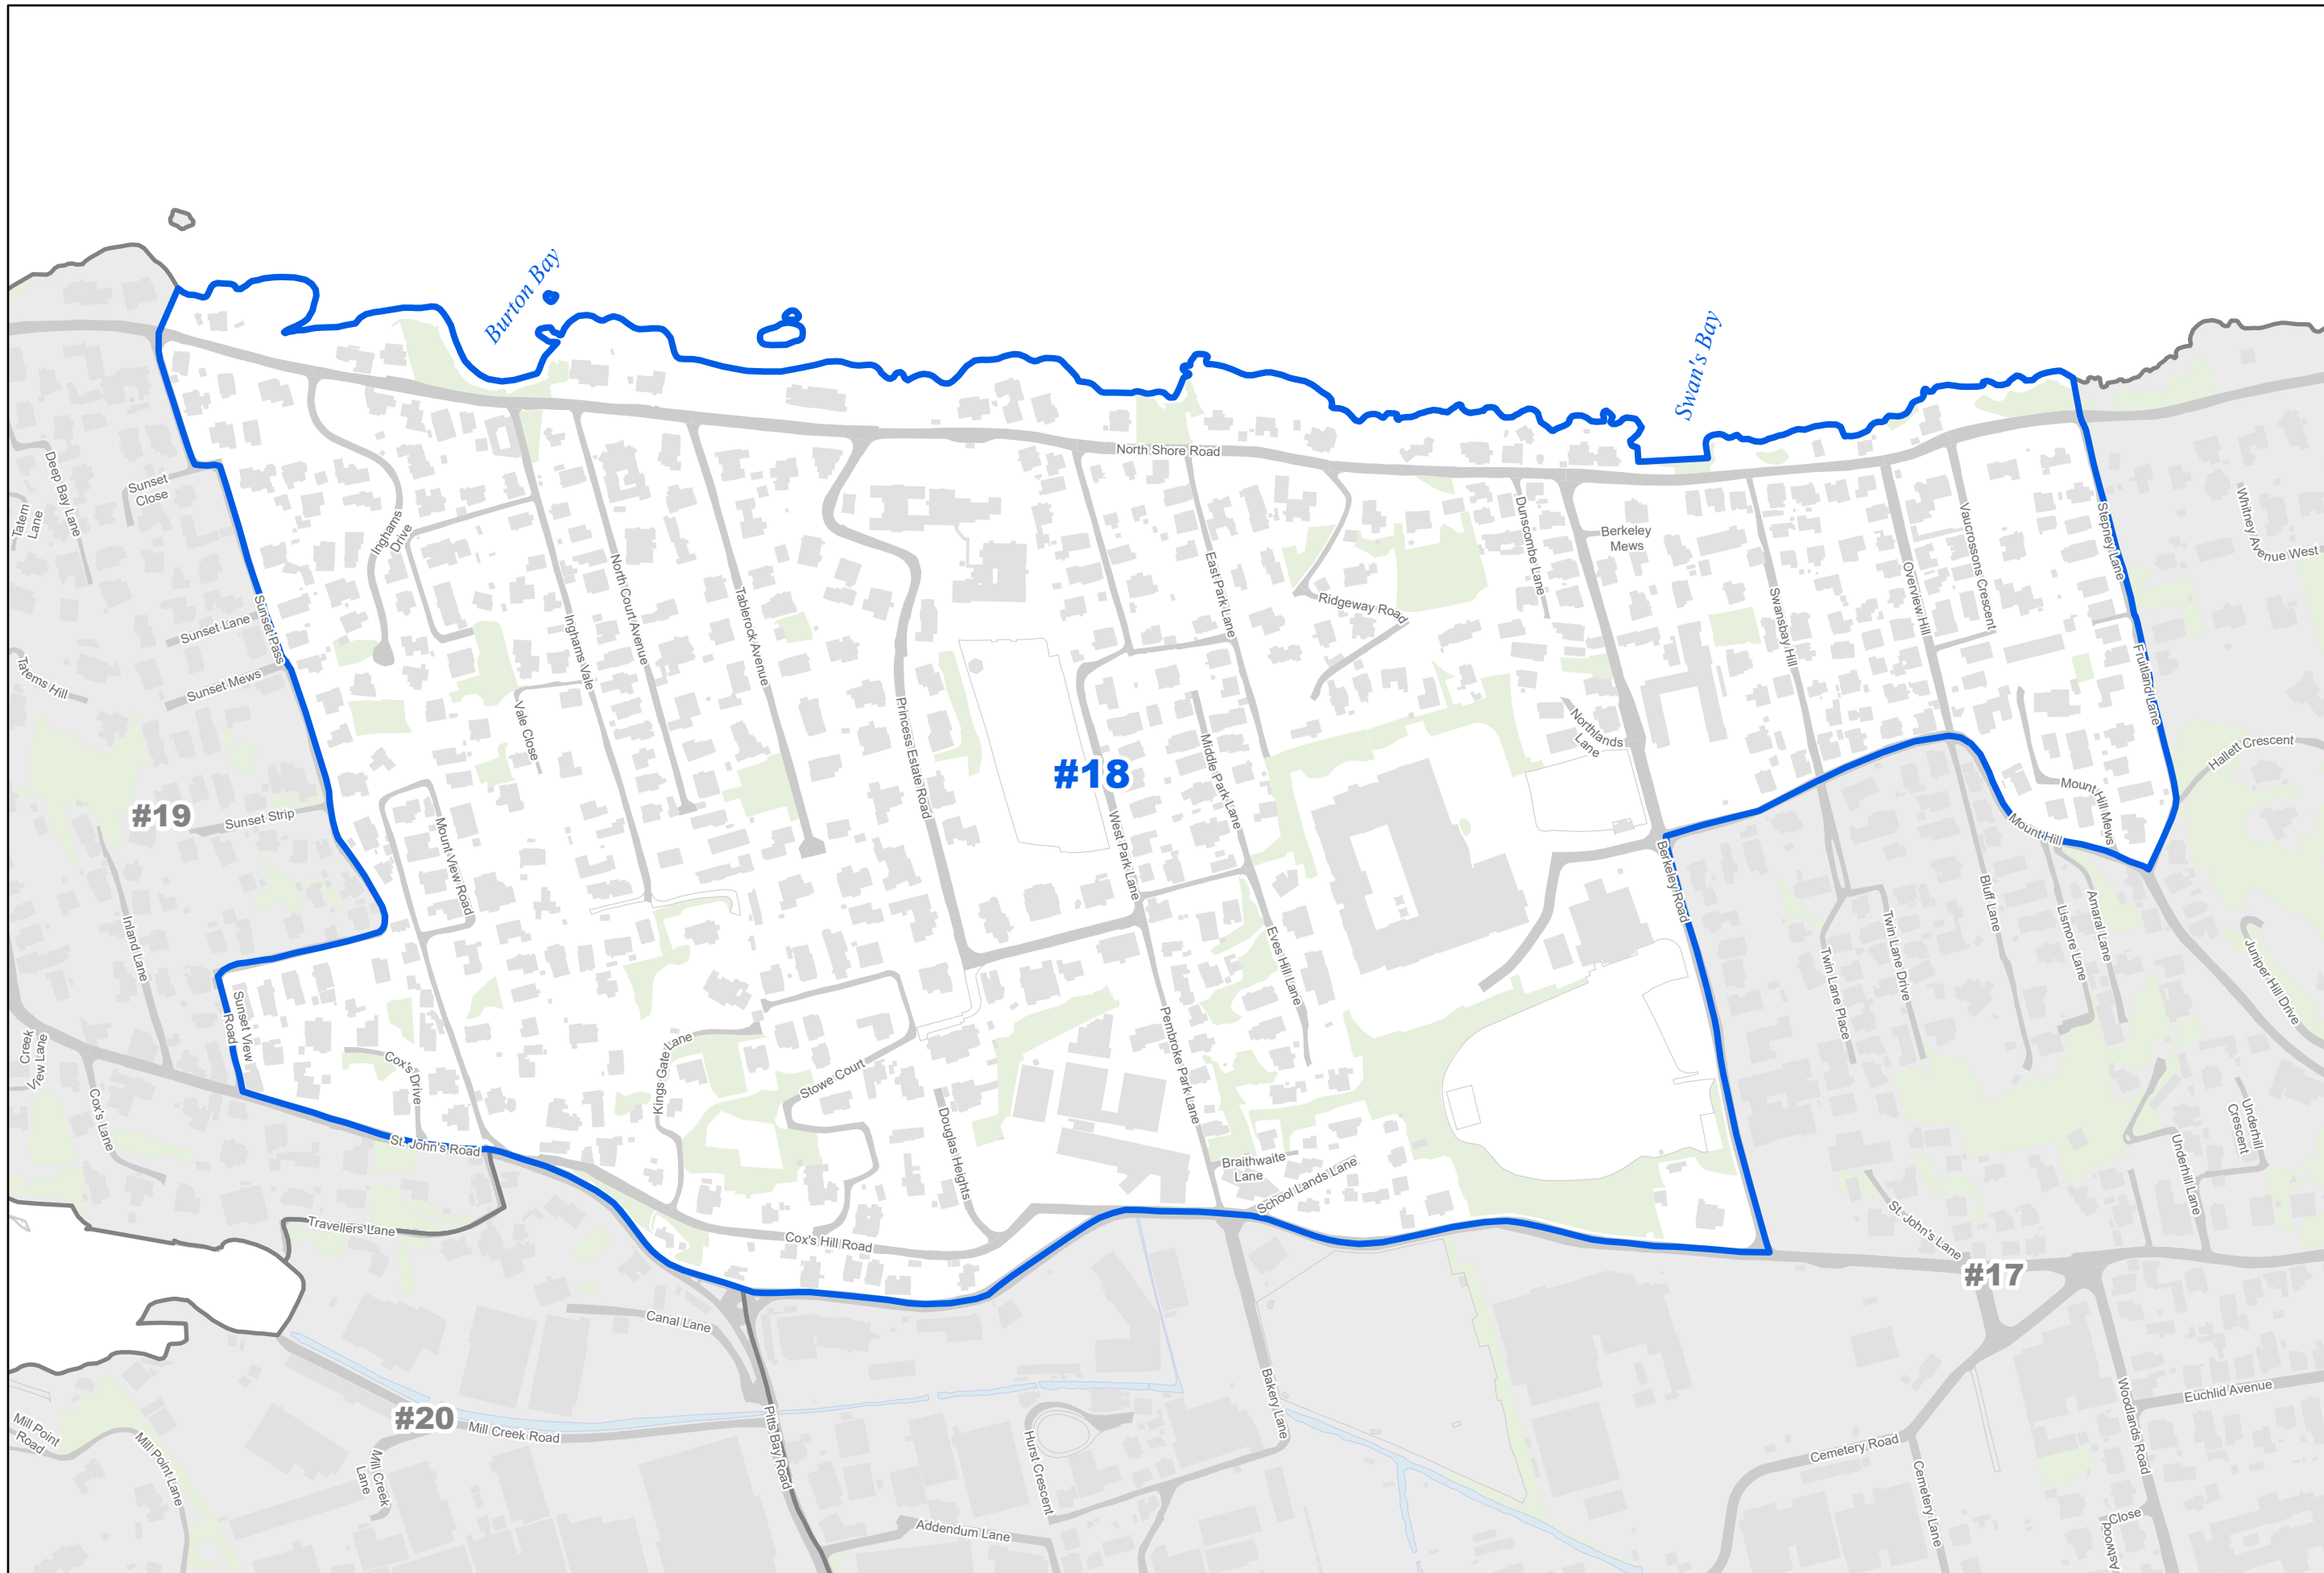 Burton Bay
Swan's Bay
North Shore Road
Deep Bay Lane
Tatem
Lane
Sunset
Close
Inghams
Drive
Dunscombe Lane
Berkeley
Mews
Vaucrossons Crescent
Stepney Lane
Whitney Avenue West
Sunset Lane
Sunset Pass
Sunset Mews
Tatems Hill
North Court Avenue
Inghams Vale
Tablerock Avenue
East Park Lane
Ridgeway Road
Swansbay Hill
Overview Hill
Fruitland Lane
Vale Close
Princess Estate Road
Middle Park Lane
Northlands
Lane
Hallett Crescent
#18
#19
Sunset Strip
Mount View Road
West Park Lane
Mount Hill Mews
Mount Hill
Berkeley Road
Bluff Lane
Lismore Lane
Amaral Lane
Inland Lane
Eves Hill Lane
Twin Lane Drive
Twin Lane Place
Juniper Hill Drive
Sunset View
Road
Creek
View Lane
Cox's Lane
Cox's Drive
Kings Gate Lane
Stowe Court
Pembroke Park Lane
Douglas Heights
St. John's Road
Braithwaite
Lane
School Lands Lane
Underhill
Crescent
Underhill Lane
St. John's Lane
Travellers Lane
Cox's Hill Road
#17
Canal Lane
#20
Mill Creek Road
Mill Point
Road
Mill Point Lane
Mill Creek
Lane
Pitts Bay Road
Hurst Crescent
Bakery Lane
Addendum Lane
Cemetery Road
Cemetery Lane
Woodlands Road
Euchlid Avenue
Close
Astwood